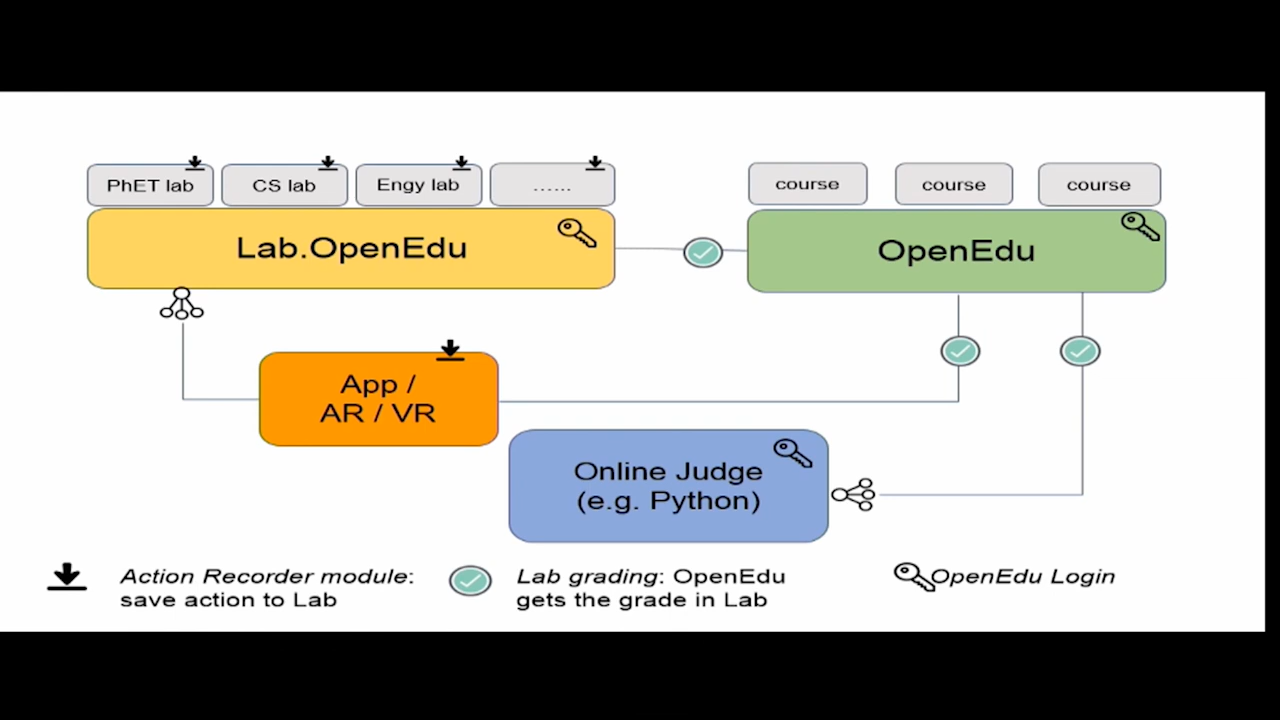 PhET lab
CS lab
Engy lab
......
course
course
course
Lab.OpenEdu
OpenEdu
App /
AR / VR
Online Judge
(e.g. Python)
Action Recorder module:
save action to Lab
Lab grading: OpenEdu
gets the grade in Lab
OpenEdu Login